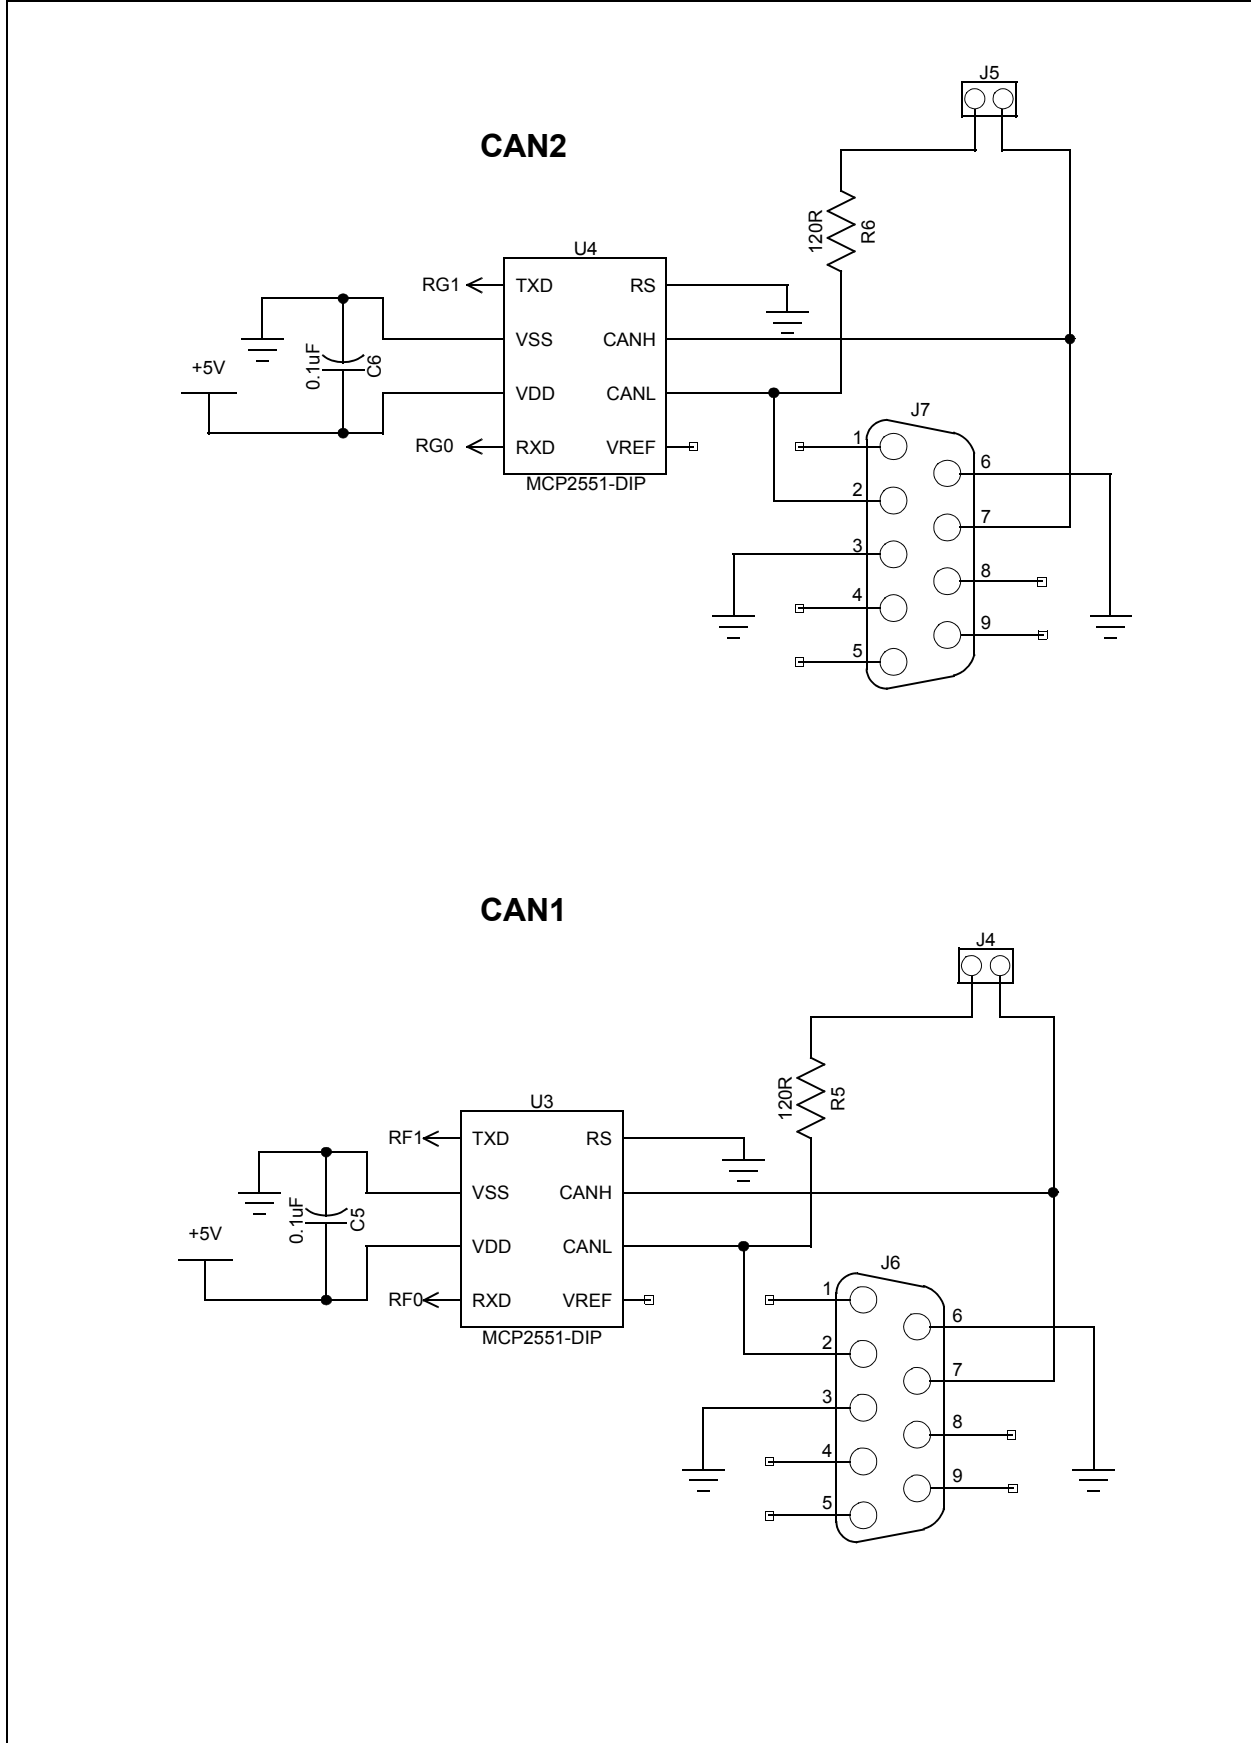 J5
CAN2
120R
R6
U4
RG1
TXD
RS
VSS
CANH
0.1uF
C6
+5V
VDD
CANL
J7
RG0
RXD
VREF
MCP2551-DIP
1
6
2
7
3
8
4
9
5
CAN1
J4
120R
R5
U3
RF1
TXD
RS
VSS
CANH
0.1uF
C5
+5V
VDD
CANL
J6
RF0
RXD
VREF
MCP2551-DIP
1
6
2
7
3
8
4
9
5